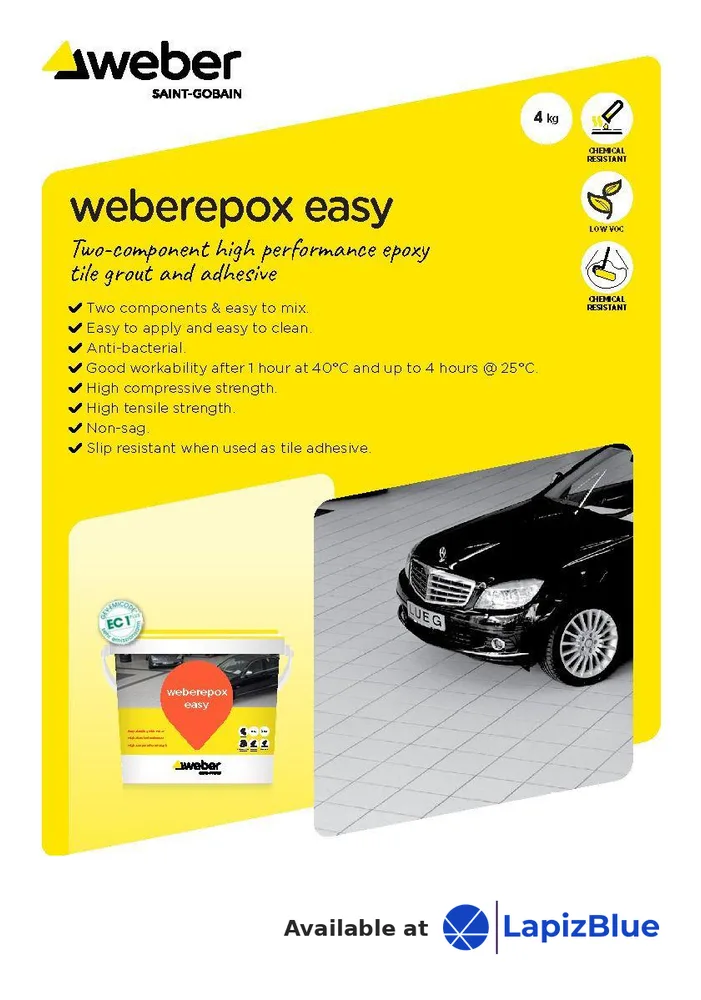 weber
SAINT-GOBAIN
4 kg
CHEMICAL
RESISTANT
LOW VOC
CHEMICAL
RESISTANT
weberepox easy
Two-component high performance epoxy
tile grout and adhesive
Two components & easy to mix.
Easy to apply and easy to clean.
Anti-bacterial.
Good workability after 1 hour at 40°C and up to 4 hours @ 25°C.
High compressive strength.
High tensile strength.
Non-sag.
Slip resistant when used as tile adhesive.
LUEG
EC 1
weberepox
easy
weber
Available at
LapizBlue